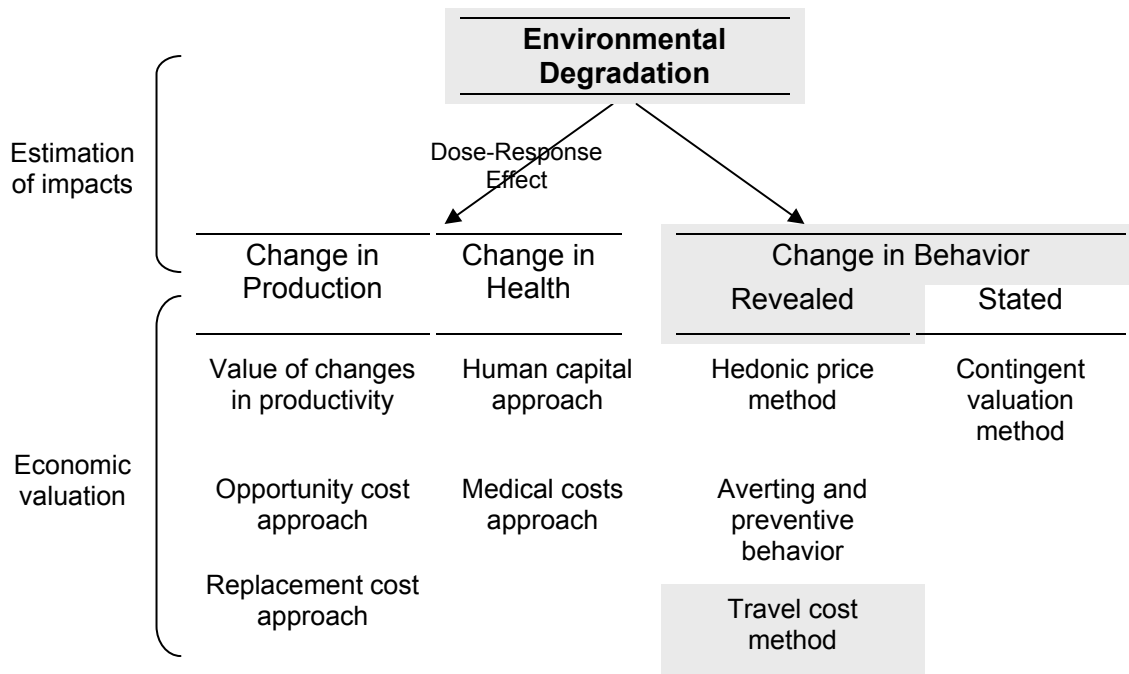 Environmental
Degradation
Estimation
of impacts
Dose-Response
Effect
Change in
Production
Change in
Health
Change in Behavior
Revealed
Stated
Economic
valuation
Value of changes
in productivity
Human capital
approach
Hedonic price
method
Contingent
valuation
method
Opportunity cost
approach
Medical costs
approach
Averting and
preventive
behavior
Replacement cost
approach
Travel cost
method